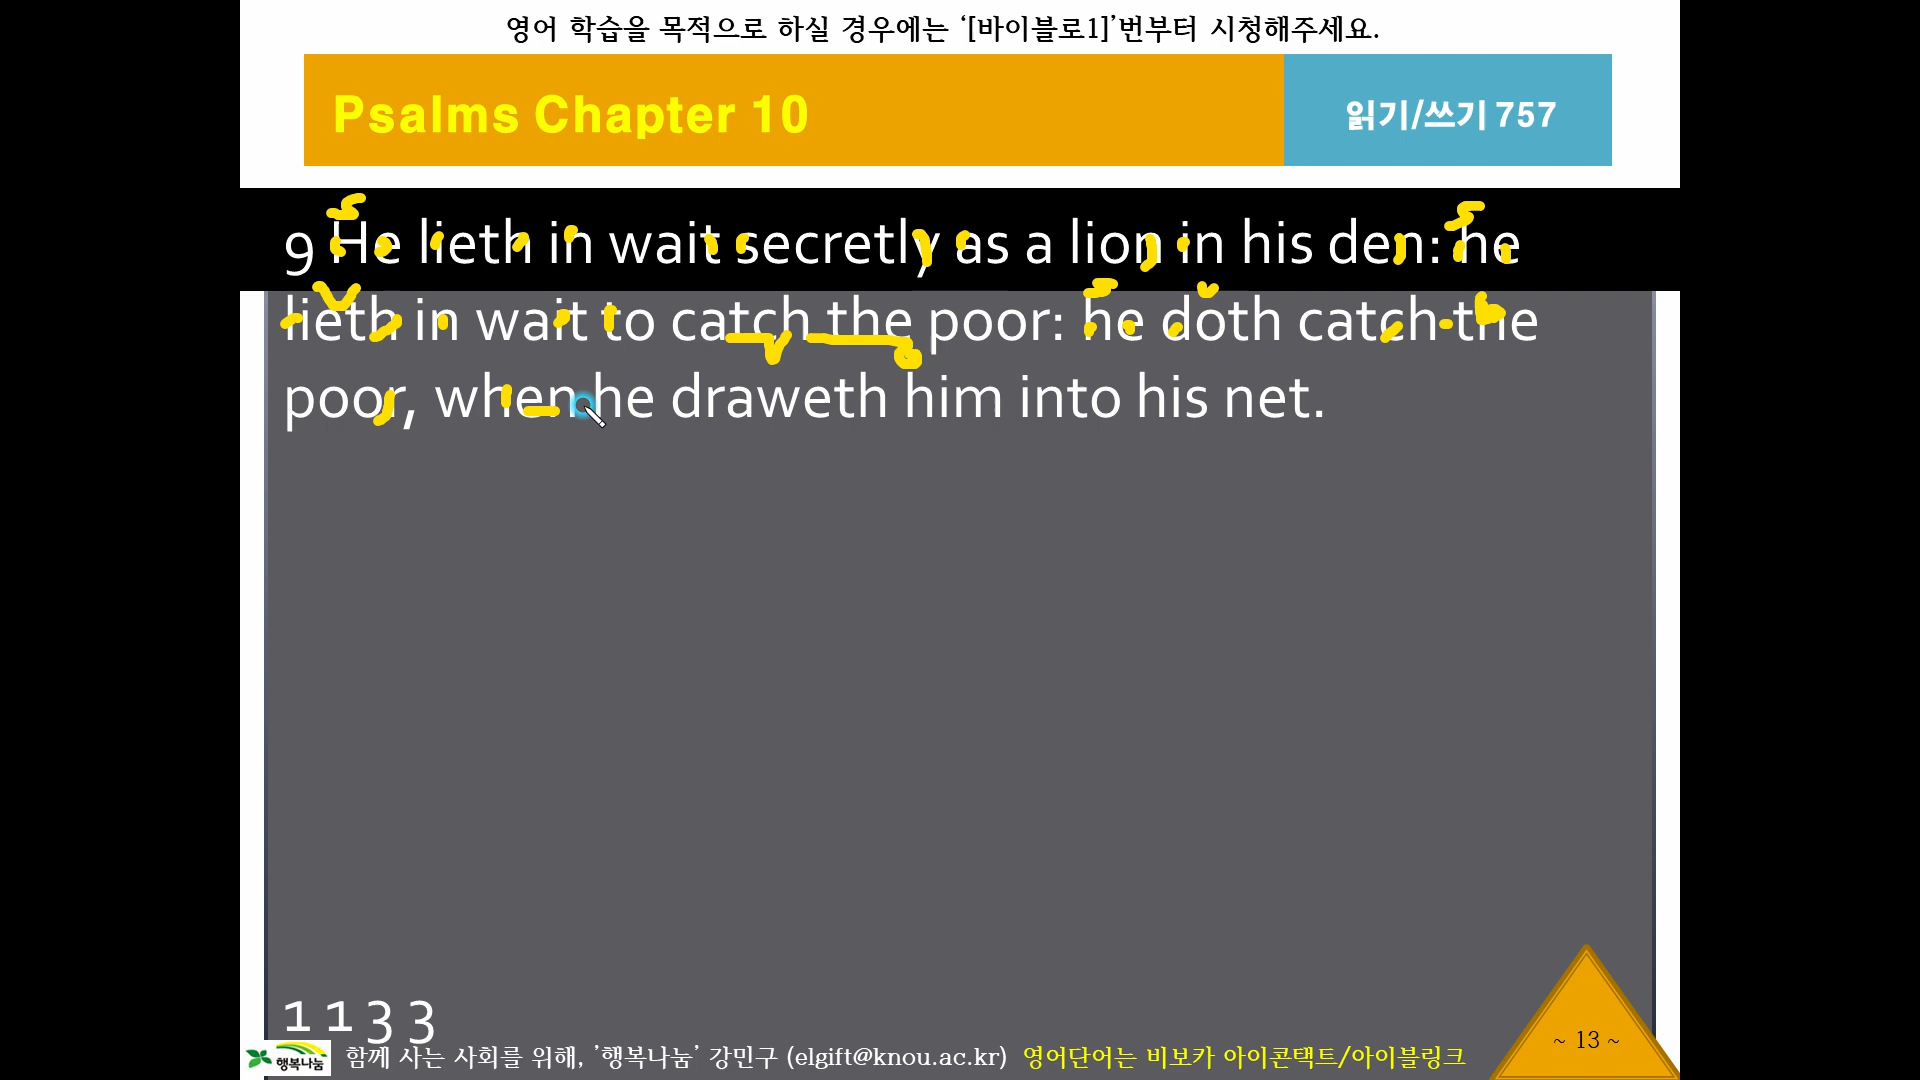 영어 학습을 목적으로 하실 경우에는 ‘[바이블로1]’번부터 시청해주세요.
Psalms Chapter 10
읽기/쓰기 757
9 He lieth in wait secretly as a lion in his den: he
lieth in wait to catch the poor: he doth catch the
poor, when he draweth him into his net.
1 1 3 3
~ 13 ~
행복나눔
함께 사는 사회를 위해, ’행복나눔’ 강민구 (elgift@knou.ac.kr) 영어단어는 비보카 아이콘택트/아이블링크